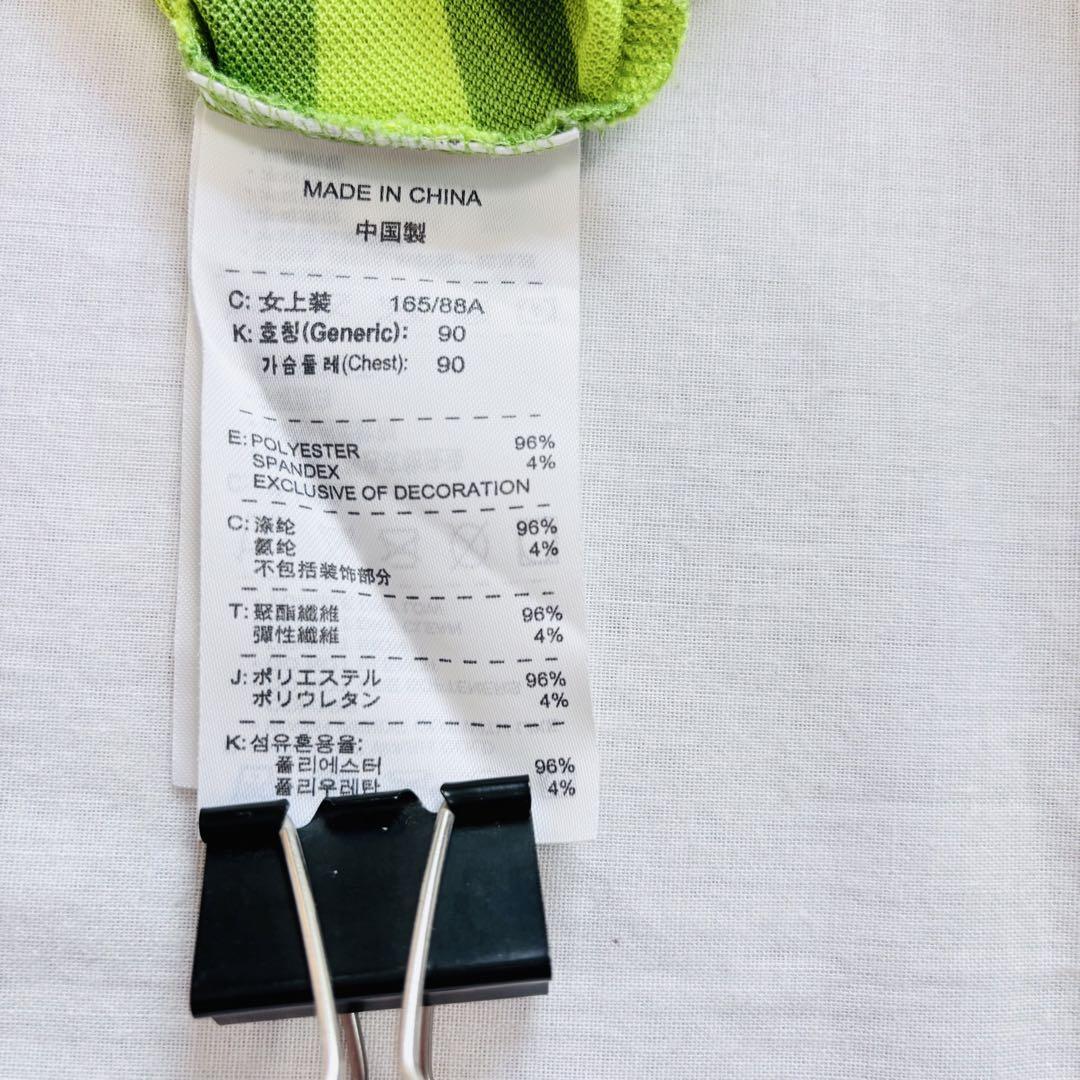 MADE IN CHINA
中国製
C: 女上装 165/88A
K: 호칭(Generic): 90
가슴둘레(Chest): 90
E: POLYESTER 96%
SPANDEX 4%
EXCLUSIVE OF DECORATION
C: 涤纶 96%
氨纶 4%
不包括装饰部分
T: 聚酯纖維 96%
彈性纖維 4%
J: ポリエステル 96%
ポリウレタン 4%
K: 섬유혼용율:
폴리에스터 96%
폴리우레탄 4%